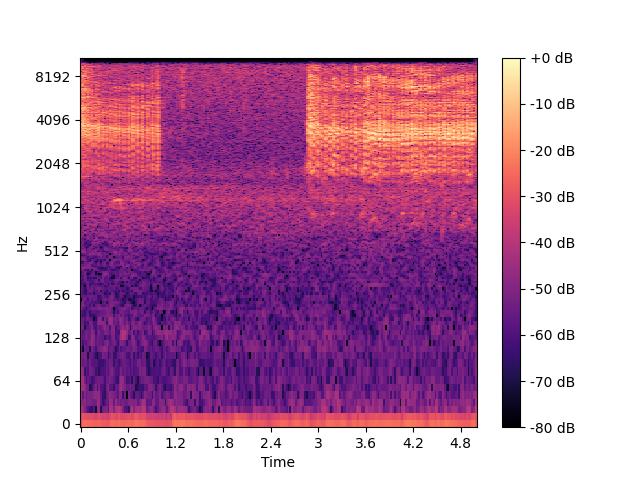 8192
4096
2048
1024
512
256
128
64
0
Hz
0 0.6 1.2 1.8 2.4 3 3.6 4.2 4.8
Time
+0 dB
-10 dB
-20 dB
-30 dB
-40 dB
-50 dB
-60 dB
-70 dB
-80 dB